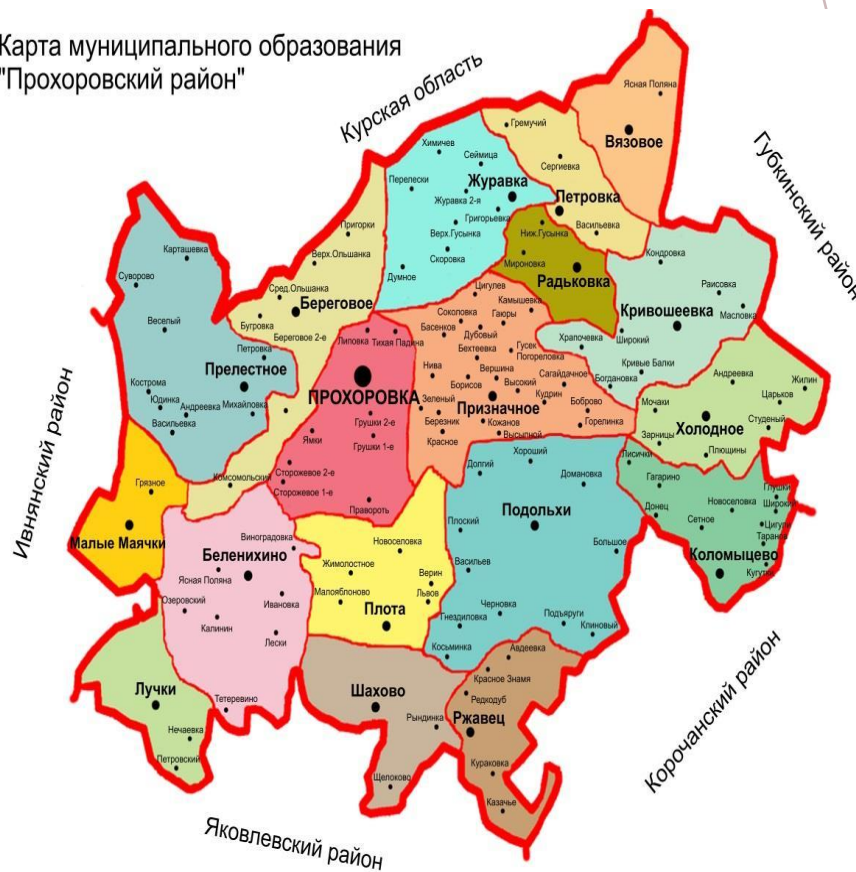 Карта муниципального образования
"Прохоровский район"
Курская область
Губкинский район
Ивнянский район
Корочанский район
Яковлевский район
Ясная Поляна
Вязовое
Гремучий
Сергиевка
Петровка
Васильевка
Химичев
Сеймица
Перелески
Журавка
Журавка 2-я
Григорьевка
Верх.Гусынка
Скоровка
Думное
Ниж.Гусынка
Мироновка
Радьковка
Пригорки
Верх.Ольшанка
Сред.Ольшанка
Береговое
Бугровка
Береговое 2-е
Комсомольский
Карташевка
Суворово
Веселый
Петровка
Прелестное
Кострома
Юдинка
Андреевка
Михайловка
Васильевка
Кондровка
Раисовка
Масловка
Кривошеевка
Широкий
Храпочевка
Кривые Балки
Богдановка
Цигулев
Камышевка
Соколовка
Гаюры
Басенков
Дубовый
Бехтеевка
Гусек
Погореловка
Нива
Вершина
Сагайдачное
Борисов
Высокий
Зеленый
Кудрин
Призначное
Боброво
Березник
Кожанов
Горелинка
Красное
Высыпной
Липовка
Тихая Падина
ПРОХОРОВКА
Грушки 2-е
Ямки
Грушки 1-е
Сторожевое 2-е
Сторожевое 1-е
Правороть
Андреевка
Жилин
Царьков
Мочаки
Студеный
Холодное
Зарницы
Плющины
Лисички
Гагарино
Глушки
Новоселовка
Широкий
Донец
Сетное
Цигули
Таранов
Коломыцево
Кугутки
Хороший
Долгий
Домановка
Подольхи
Плоский
Большое
Васильев
Черновка
Подъяруги
Гнездиловка
Клиновый
Косьминка
Грязное
Малые Маячки
Виноградовка
Беленихино
Ясная Поляна
Озеровский
Ивановка
Калинин
Лески
Тетеревино
Новоселовка
Жимолостное
Верин
Малояблоново
Львов
Плота
Лучки
Нечаевка
Петровский
Шахово
Рындинка
Щелоково
Авдеевка
Красное Знамя
Редкодуб
Ржавец
Кураковка
Казачье